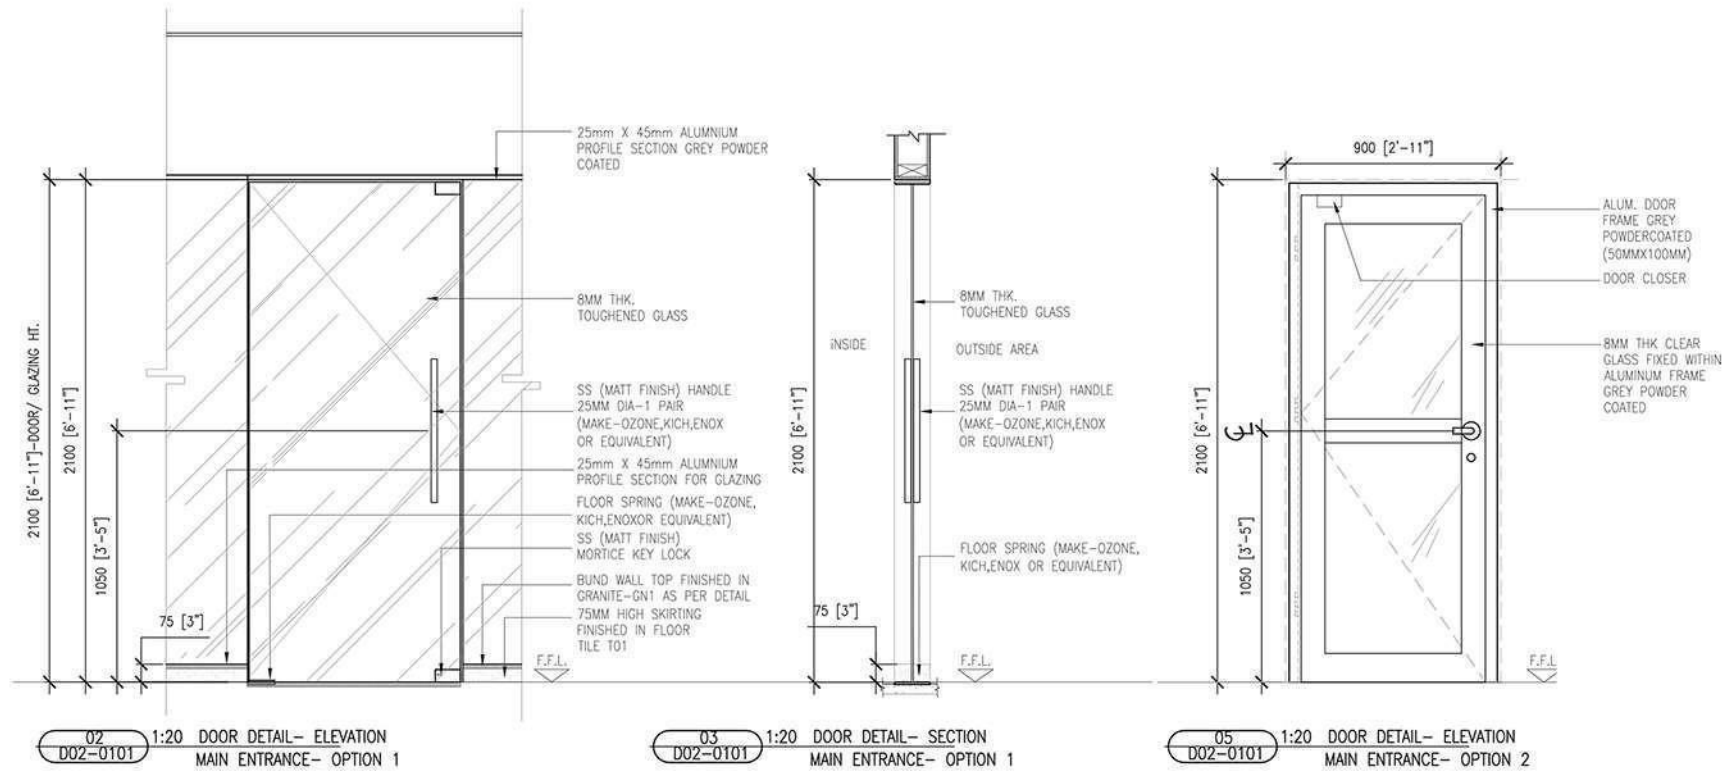 25mm X 45mm ALUMNIUM
PROFILE SECTION GREY POWDER
COATED
8MM THK.
TOUGHENED GLASS
SS (MATT FINISH) HANDLE
25MM DIA-1 PAIR
(MAKE-OZONE,KICH,ENOX
OR EQUIVALENT)
25mm X 45mm ALUMNIUM
PROFILE SECTION FOR GLAZING
FLOOR SPRING (MAKE-OZONE,
KICH,ENOXOR EQUIVALENT)
SS (MATT FINISH)
MORTICE KEY LOCK
BUND WALL TOP FINISHED IN
GRANITE-GN1 AS PER DETAIL
75MM HIGH SKIRTING
FINISHED IN FLOOR
TILE TO1
2100 [6'-11"]-DOOR/ GLAZING HT.
2100 [6'-11"]
1050 [3'-5"]
75 [3"]
F.F.L.
02
D02-0101
1:20 DOOR DETAIL- ELEVATION
MAIN ENTRANCE- OPTION 1
8MM THK.
TOUGHENED GLASS
INSIDE
OUTSIDE AREA
SS (MATT FINISH) HANDLE
25MM DIA-1 PAIR
(MAKE-OZONE,KICH,ENOX
OR EQUIVALENT)
FLOOR SPRING (MAKE-OZONE,
KICH,ENOX OR EQUIVALENT)
2100 [6'-11"]
75 [3"]
F.F.L.
03
D02-0101
1:20 DOOR DETAIL- SECTION
MAIN ENTRANCE- OPTION 1
900 [2'-11"]
ALUM. DOOR
FRAME GREY
POWDERCOATED
(50MMX100MM)
DOOR CLOSER
8MM THK CLEAR
GLASS FIXED WITHIN
ALUMINUM FRAME
GREY POWDER
COATED
2100 [6'-11"]
1050 [3'-5"]
F.F.L
05
D02-0101
1:20 DOOR DETAIL- ELEVATION
MAIN ENTRANCE- OPTION 2